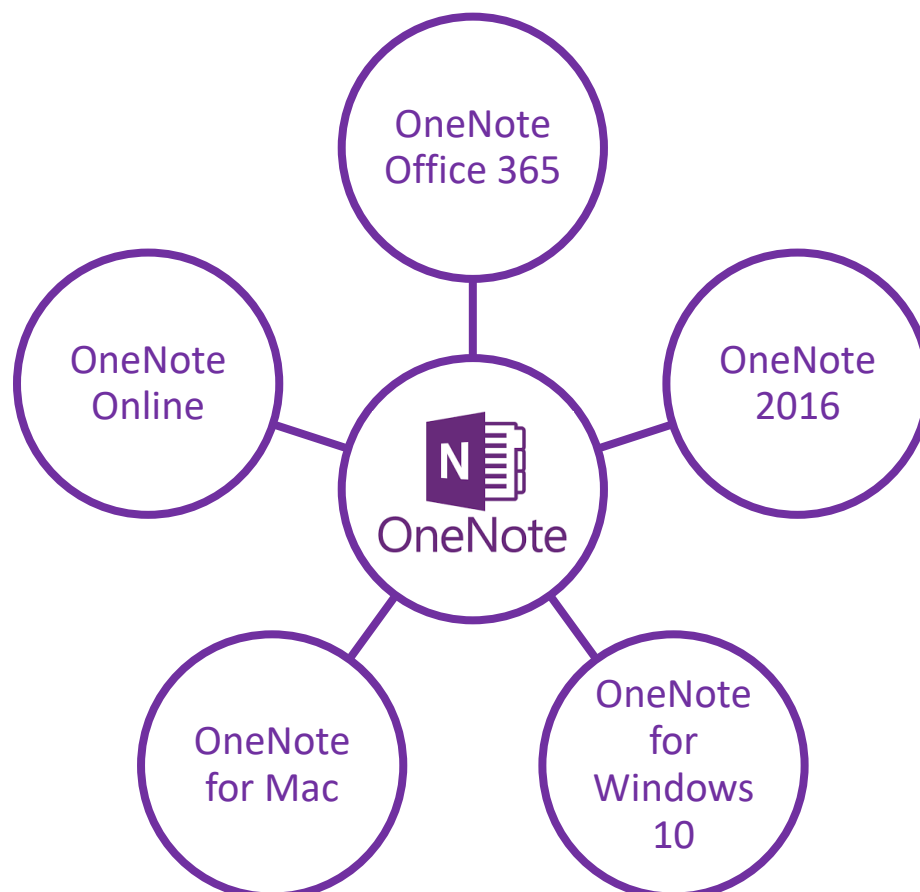 OneNote
Office 365
OneNote
2016
OneNote
for
Windows
10
OneNote
for Mac
OneNote
Online
N
OneNote